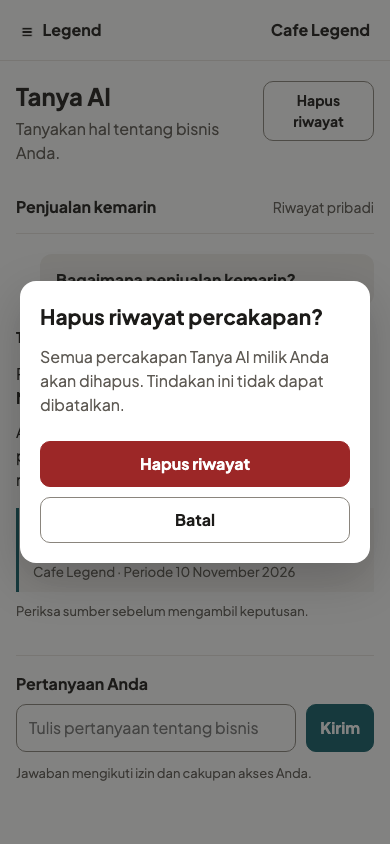 ≡ Legend
Cafe Legend
Tanya AI
Hapus
riwayat
Tanyakan hal tentang bisnis
Anda.
Penjualan kemarin
Riwayat pribadi
Bagaimana penjualan kemarin?
Hapus riwayat percakapan?
Semua percakapan Tanya AI milik Anda
akan dihapus. Tindakan ini tidak dapat
dibatalkan.
Hapus riwayat
Batal
Cafe Legend · Periode 10 November 2026
Periksa sumber sebelum mengambil keputusan.
Pertanyaan Anda
Tulis pertanyaan tentang bisnis
Kirim
Jawaban mengikuti izin dan cakupan akses Anda.